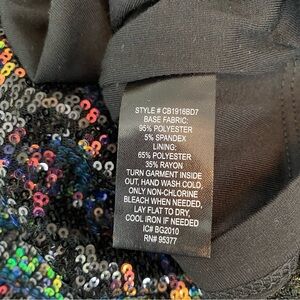 STYLE # CB1916BD7
BASE FABRIC:
95% POLYESTER
5% SPANDEX
LINING:
65% POLYESTER
35% RAYON
TURN GARMENT INSIDE
OUT, HAND WASH COLD,
ONLY NON-CHLORINE
BLEACH WHEN NEEDED,
LAY FLAT TO DRY,
COOL IRON IF NEEDED
IC# BG2010
RN# 95377